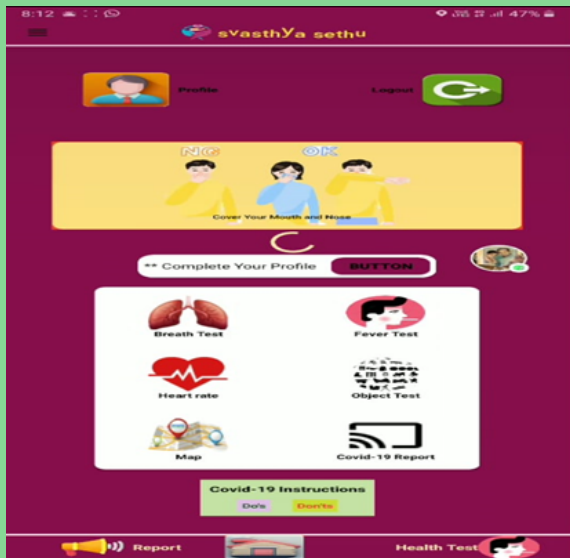 8:12
47%
svasthya sethu
Profile
Logout
NG
OK
Cover Your Mouth and Nose
** Complete Your Profile
BUTTON
Breath Test
Fever Test
Heart rate
Object Test
Map
Covid-19 Report
Covid-19 Instructions
Do's
Don'ts
Report
Health Test